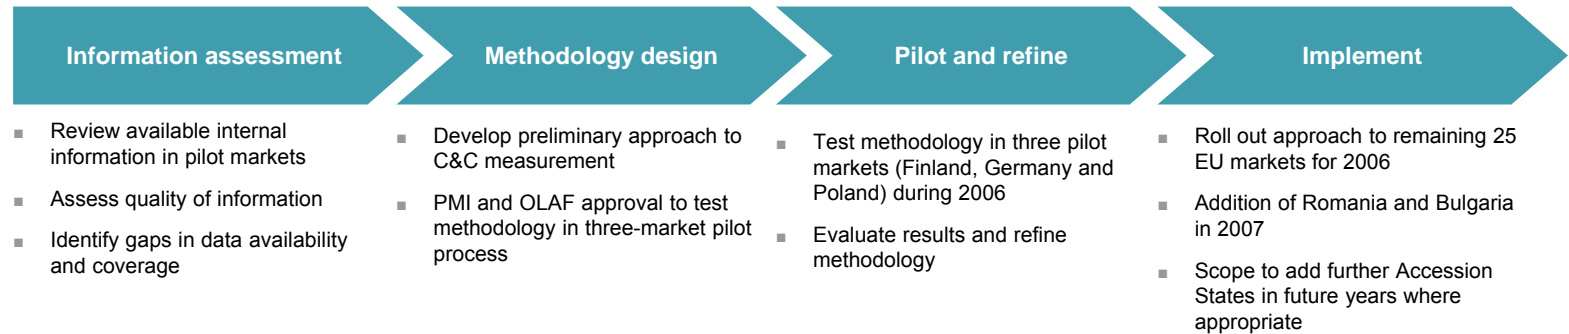 Information assessment
Review available internal
information in pilot markets
Assess quality of information
Identify gaps in data availability
and coverage
Methodology design
Develop preliminary approach to
C&C measurement
PMI and OLAF approval to test
methodology in three-market pilot
process
Pilot and refine
Test methodology in three pilot
markets (Finland, Germany and
Poland) during 2006
Evaluate results and refine
methodology
Implement
Roll out approach to remaining 25
EU markets for 2006
Addition of Romania and Bulgaria
in 2007
Scope to add further Accession
States in future years where
appropriate